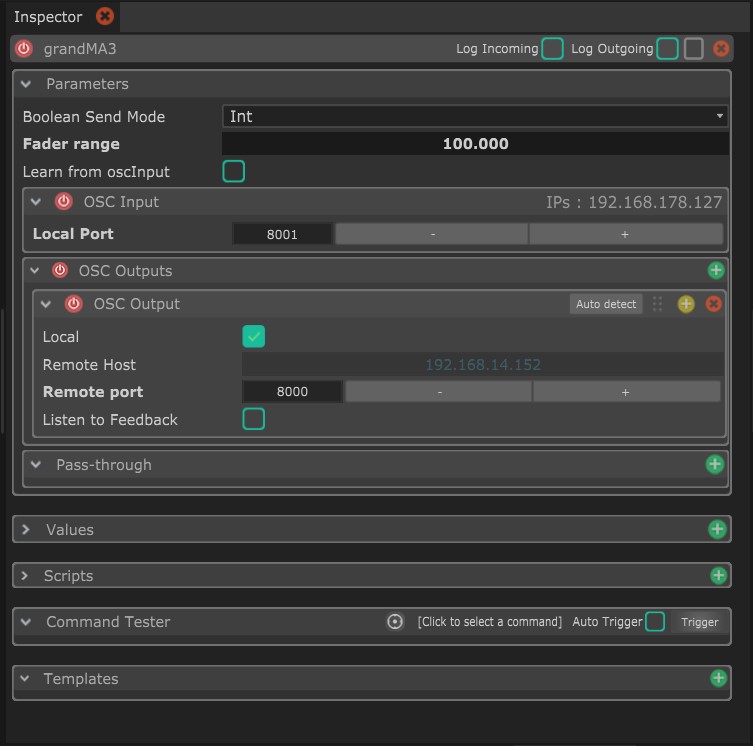 Inspector
grandMA3 Log Incoming Log Outgoing
Parameters
Boolean Send Mode Int
Fader range 100.000
Learn from oscInput
OSC Input IPs : 192.168.178.127
Local Port 8001 - +
OSC Outputs
OSC Output Auto detect
Local
Remote Host 192.168.14.152
Remote port 8000 - +
Listen to Feedback
Pass-through
Values
Scripts
Command Tester [Click to select a command] Auto Trigger Trigger
Templates